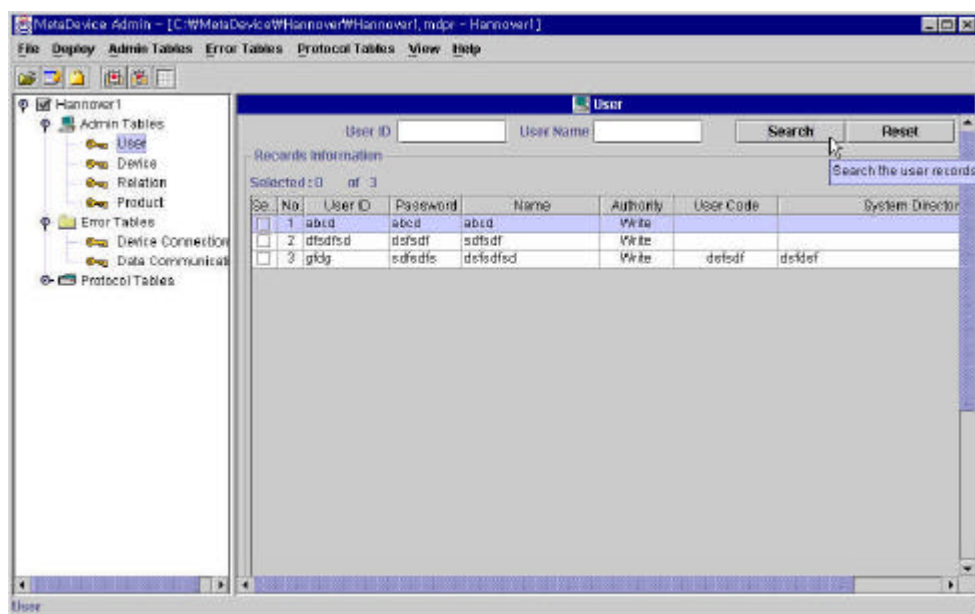 MetaDevice Admin - [C:₩MetaDevice₩Hannover₩Hannover1.mdpr - Hannover1]
File Deploy Admin Tables Error Tables Protocol Tables View Help
Hannover1
Admin Tables
User
Device
Relation
Product
Error Tables
Device Connection
Data Communicati
Protocol Tables
User
User ID User Name Search Reset
Search the user records
Records Information
Selected : 0 of 3
Se No User ID Password Name Authority User Code System Director
1 abcd abcd abcd Write
2 dfsdfsd dsfsdf sdfsdf Write
3 gfdg sdfsdfs Write
User